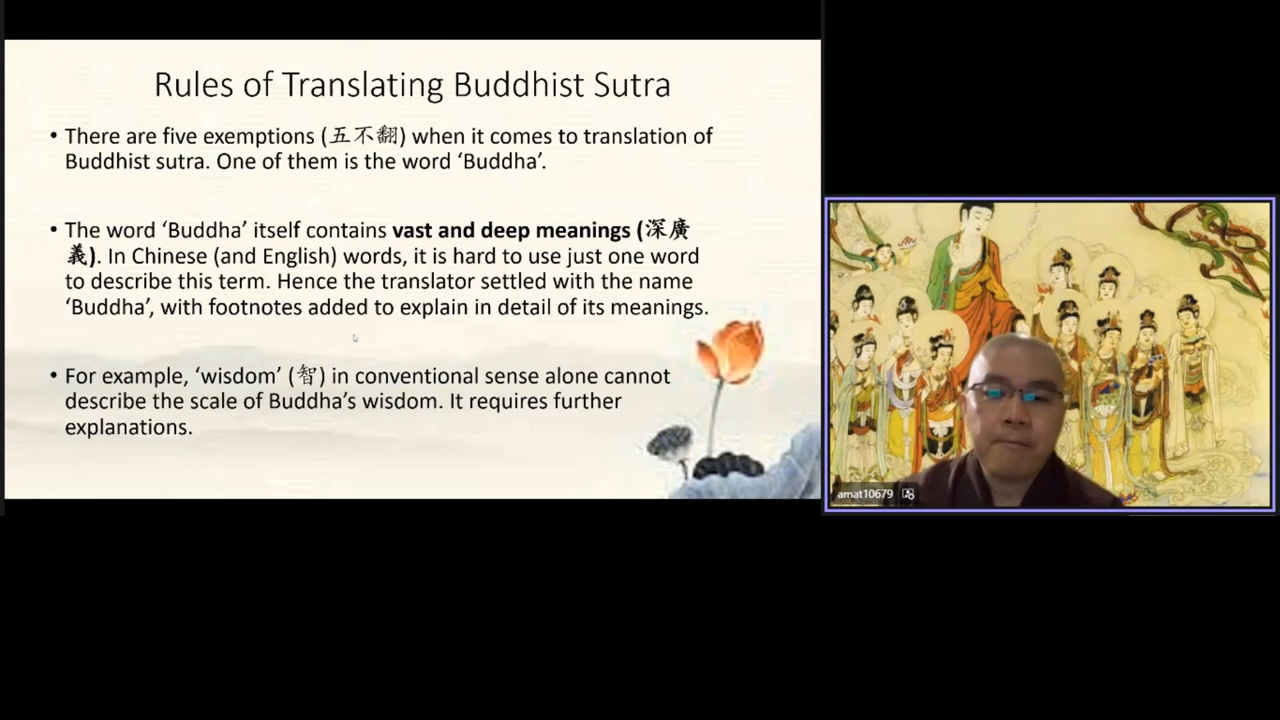 Rules of Translating Buddhist Sutra
• There are five exemptions (五不翻) when it comes to translation of
Buddhist sutra. One of them is the word ‘Buddha’.
• The word ‘Buddha’ itself contains vast and deep meanings (深廣
義). In Chinese (and English) words, it is hard to use just one word
to describe this term. Hence the translator settled with the name
‘Buddha’, with footnotes added to explain in detail of its meanings.
• For example, ‘wisdom’ (智) in conventional sense alone cannot
describe the scale of Buddha’s wisdom. It requires further
explanations.
amat10679